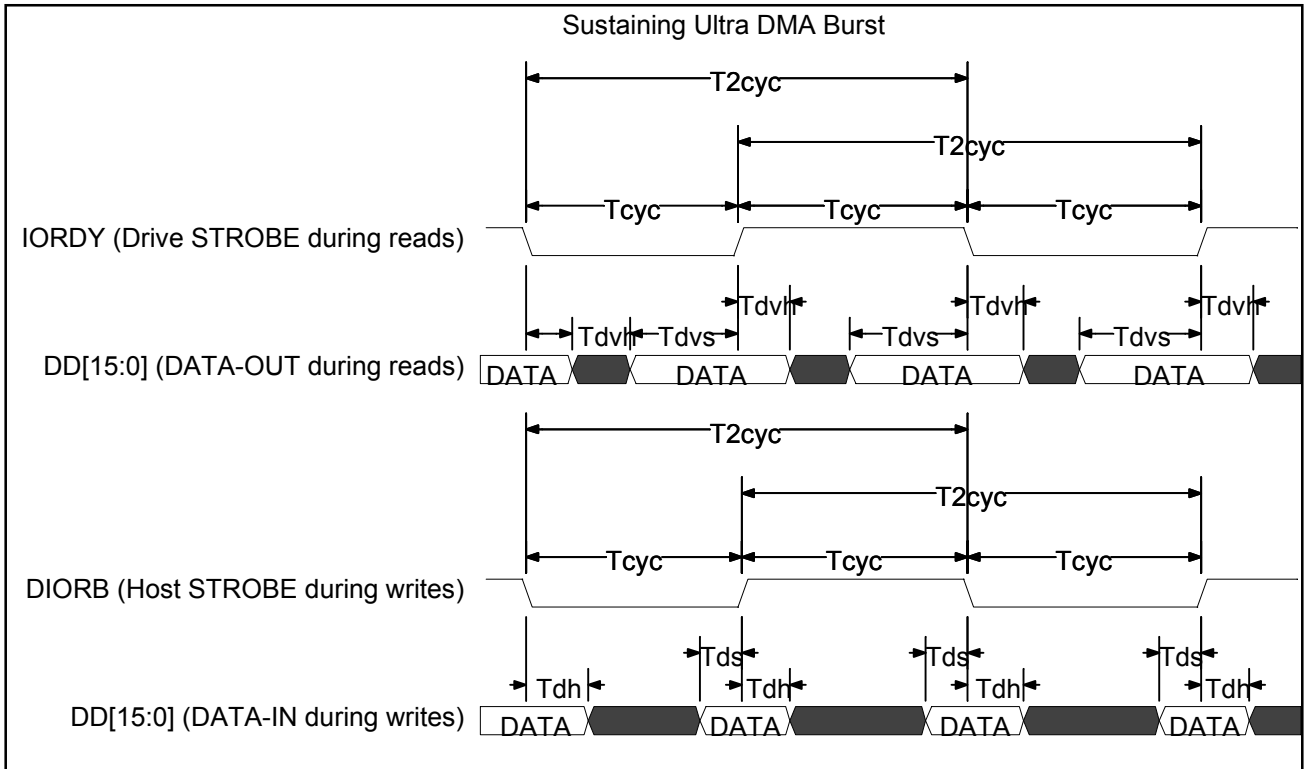 Sustaining Ultra DMA Burst
T2cyc
T2cyc
Tcyc Tcyc Tcyc
IORDY (Drive STROBE during reads)
Tdvh Tdvh Tdvh
Tdvh Tdvs Tdvs Tdvs
DD[15:0] (DATA-OUT during reads) DATA DATA DATA DATA
T2cyc
T2cyc
Tcyc Tcyc Tcyc
DIORB (Host STROBE during writes)
Tds Tds Tds
Tdh Tdh Tdh Tdh
DD[15:0] (DATA-IN during writes) DATA DATA DATA DATA